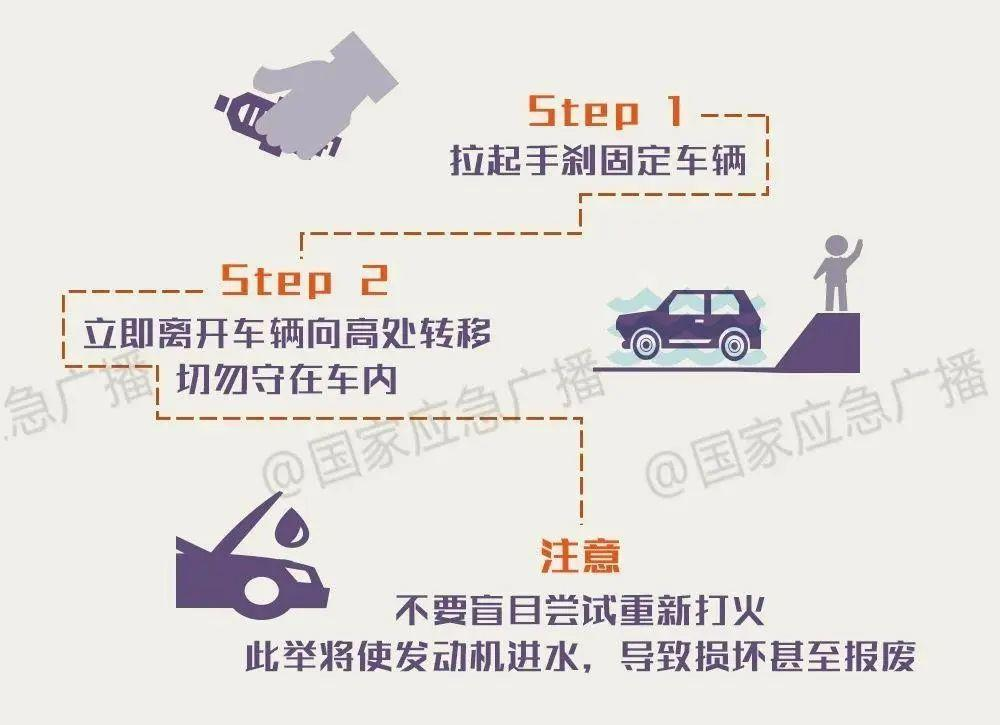 Step 1
拉起手刹固定车辆
Step 2
立即离开车辆向高处转移
切勿守在车内
急广播
@国家应急广播
@国家应急广播
注意
不要盲目尝试重新打火
此举将使发动机进水，导致损坏甚至报废